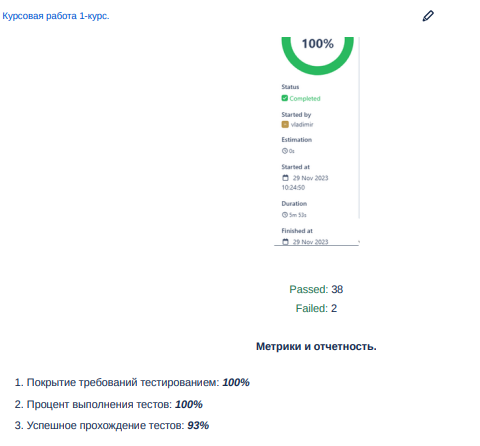 Курсовая работа 1-курс.
100%
Status
Completed
Started by
vladimir
Estimation
0s
Started at
29 Nov 2023
10:24:50
Duration
5m 53s
Finished at
29 Nov 2023
Passed: 38
Failed: 2
Метрики и отчетность.
1. Покрытие требований тестированием: 100%
2. Процент выполнения тестов: 100%
3. Успешное прохождение тестов: 93%